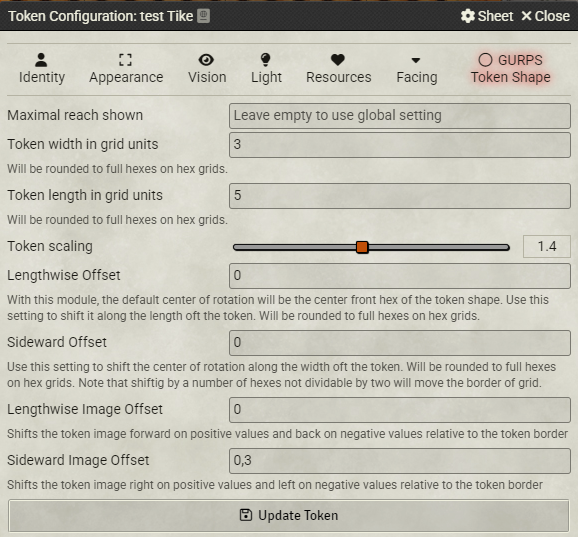 Token Configuration: test Tike Sheet Close
Identity Appearance Vision Light Resources Facing GURPS Token Shape
Maximal reach shown Leave empty to use global setting
Token width in grid units 3
Will be rounded to full hexes on hex grids.
Token length in grid units 5
Will be rounded to full hexes on hex grids.
Token scaling 1.4
Lengthwise Offset 0
With this module, the default center of rotation will be the center front hex of the token shape. Use this
setting to shift it along the length oft the token. Will be rounded to full hexes on hex grids.
Sideward Offset 0
Use this setting to shift the center of rotation along the width oft the token. Will be rounded to full hexes
on hex grids. Note that shiftig by a number of hexes not dividable by two will move the border of grid.
Lengthwise Image Offset 0
Shifts the token image forward on positive values and back on negative values relative to the token border
Sideward Image Offset 0,3
Shifts the token image right on positive values and left on negative values relative to the token border
Update Token